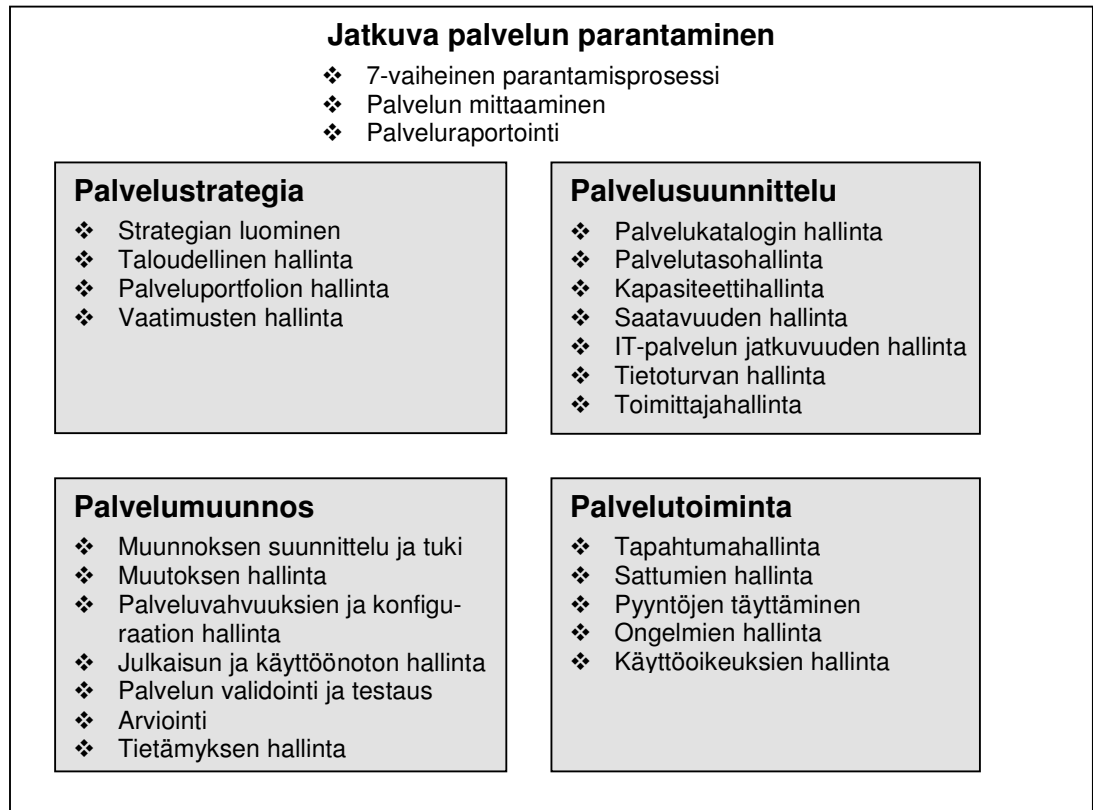 Jatkuva palvelun parantaminen
❖ 7-vaiheinen parantamisprosessi
❖ Palvelun mittaaminen
❖ Palveluraportointi
Palvelustrategia
❖ Strategian luominen
❖ Taloudellinen hallinta
❖ Palveluportfolion hallinta
❖ Vaatimusten hallinta
Palvelusuunnittelu
❖ Palvelukatalogin hallinta
❖ Palvelutasohallinta
❖ Kapasiteettihallinta
❖ Saatavuuden hallinta
❖ IT-palvelun jatkuvuuden hallinta
❖ Tietoturvan hallinta
❖ Toimittajahallinta
Palvelumuunnos
❖ Muunnoksen suunnittelu ja tuki
❖ Muutoksen hallinta
❖ Palveluvahvuuksien ja konfigu-
raation hallinta
❖ Julkaisun ja käyttöönoton hallinta
❖ Palvelun validointi ja testaus
❖ Arviointi
❖ Tietämyksen hallinta
Palvelutoiminta
❖ Tapahtumahallinta
❖ Sattumien hallinta
❖ Pyyntöjen täyttäminen
❖ Ongelmien hallinta
❖ Käyttöoikeuksien hallinta